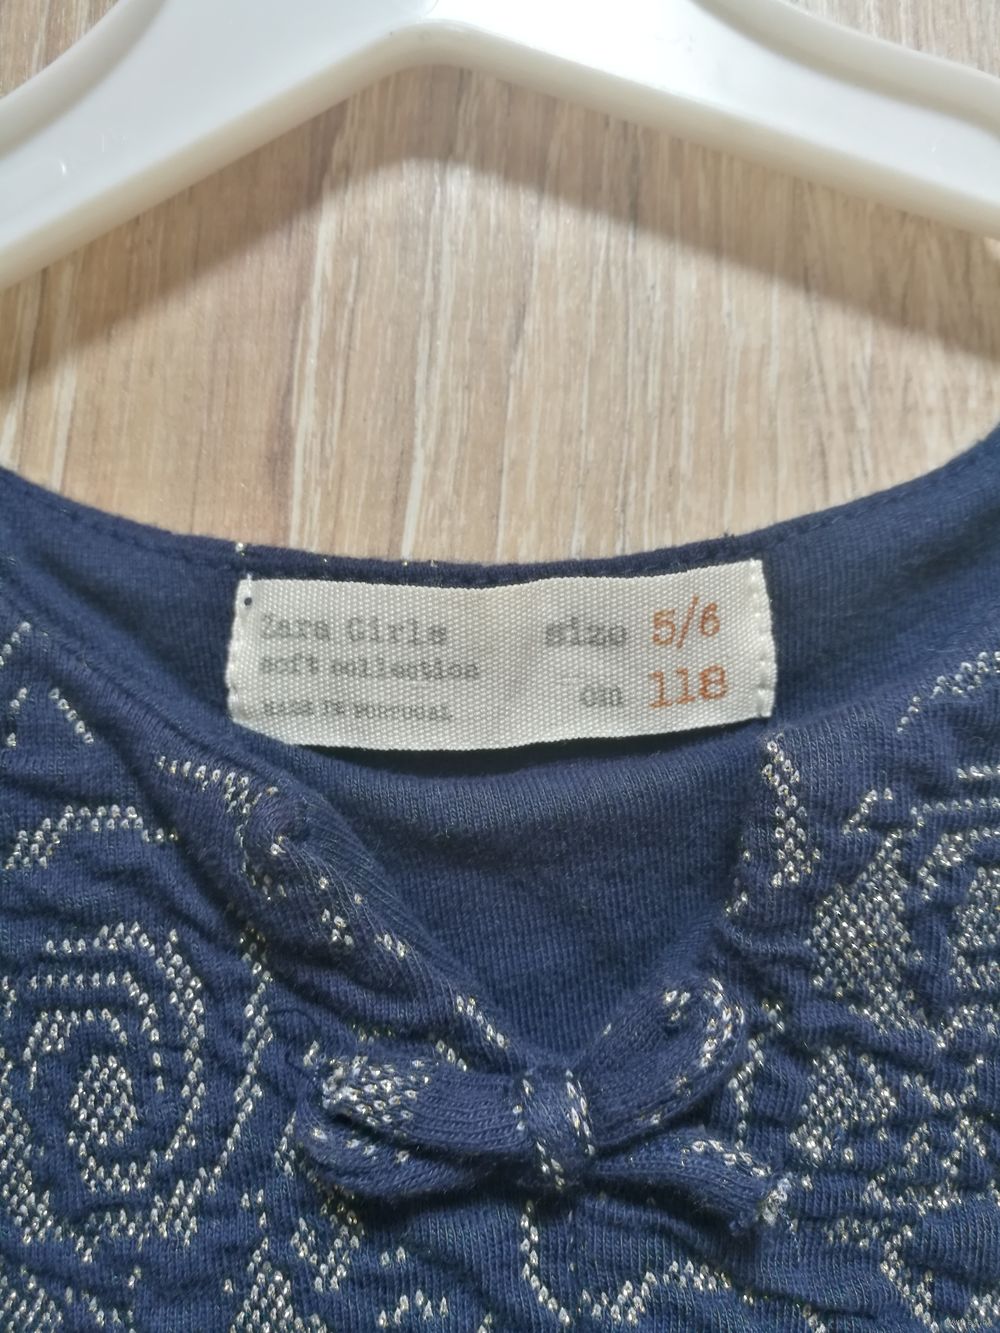 Zara Girls size 5/6
soft collection
cm 118
MADE IN PORTUGAL